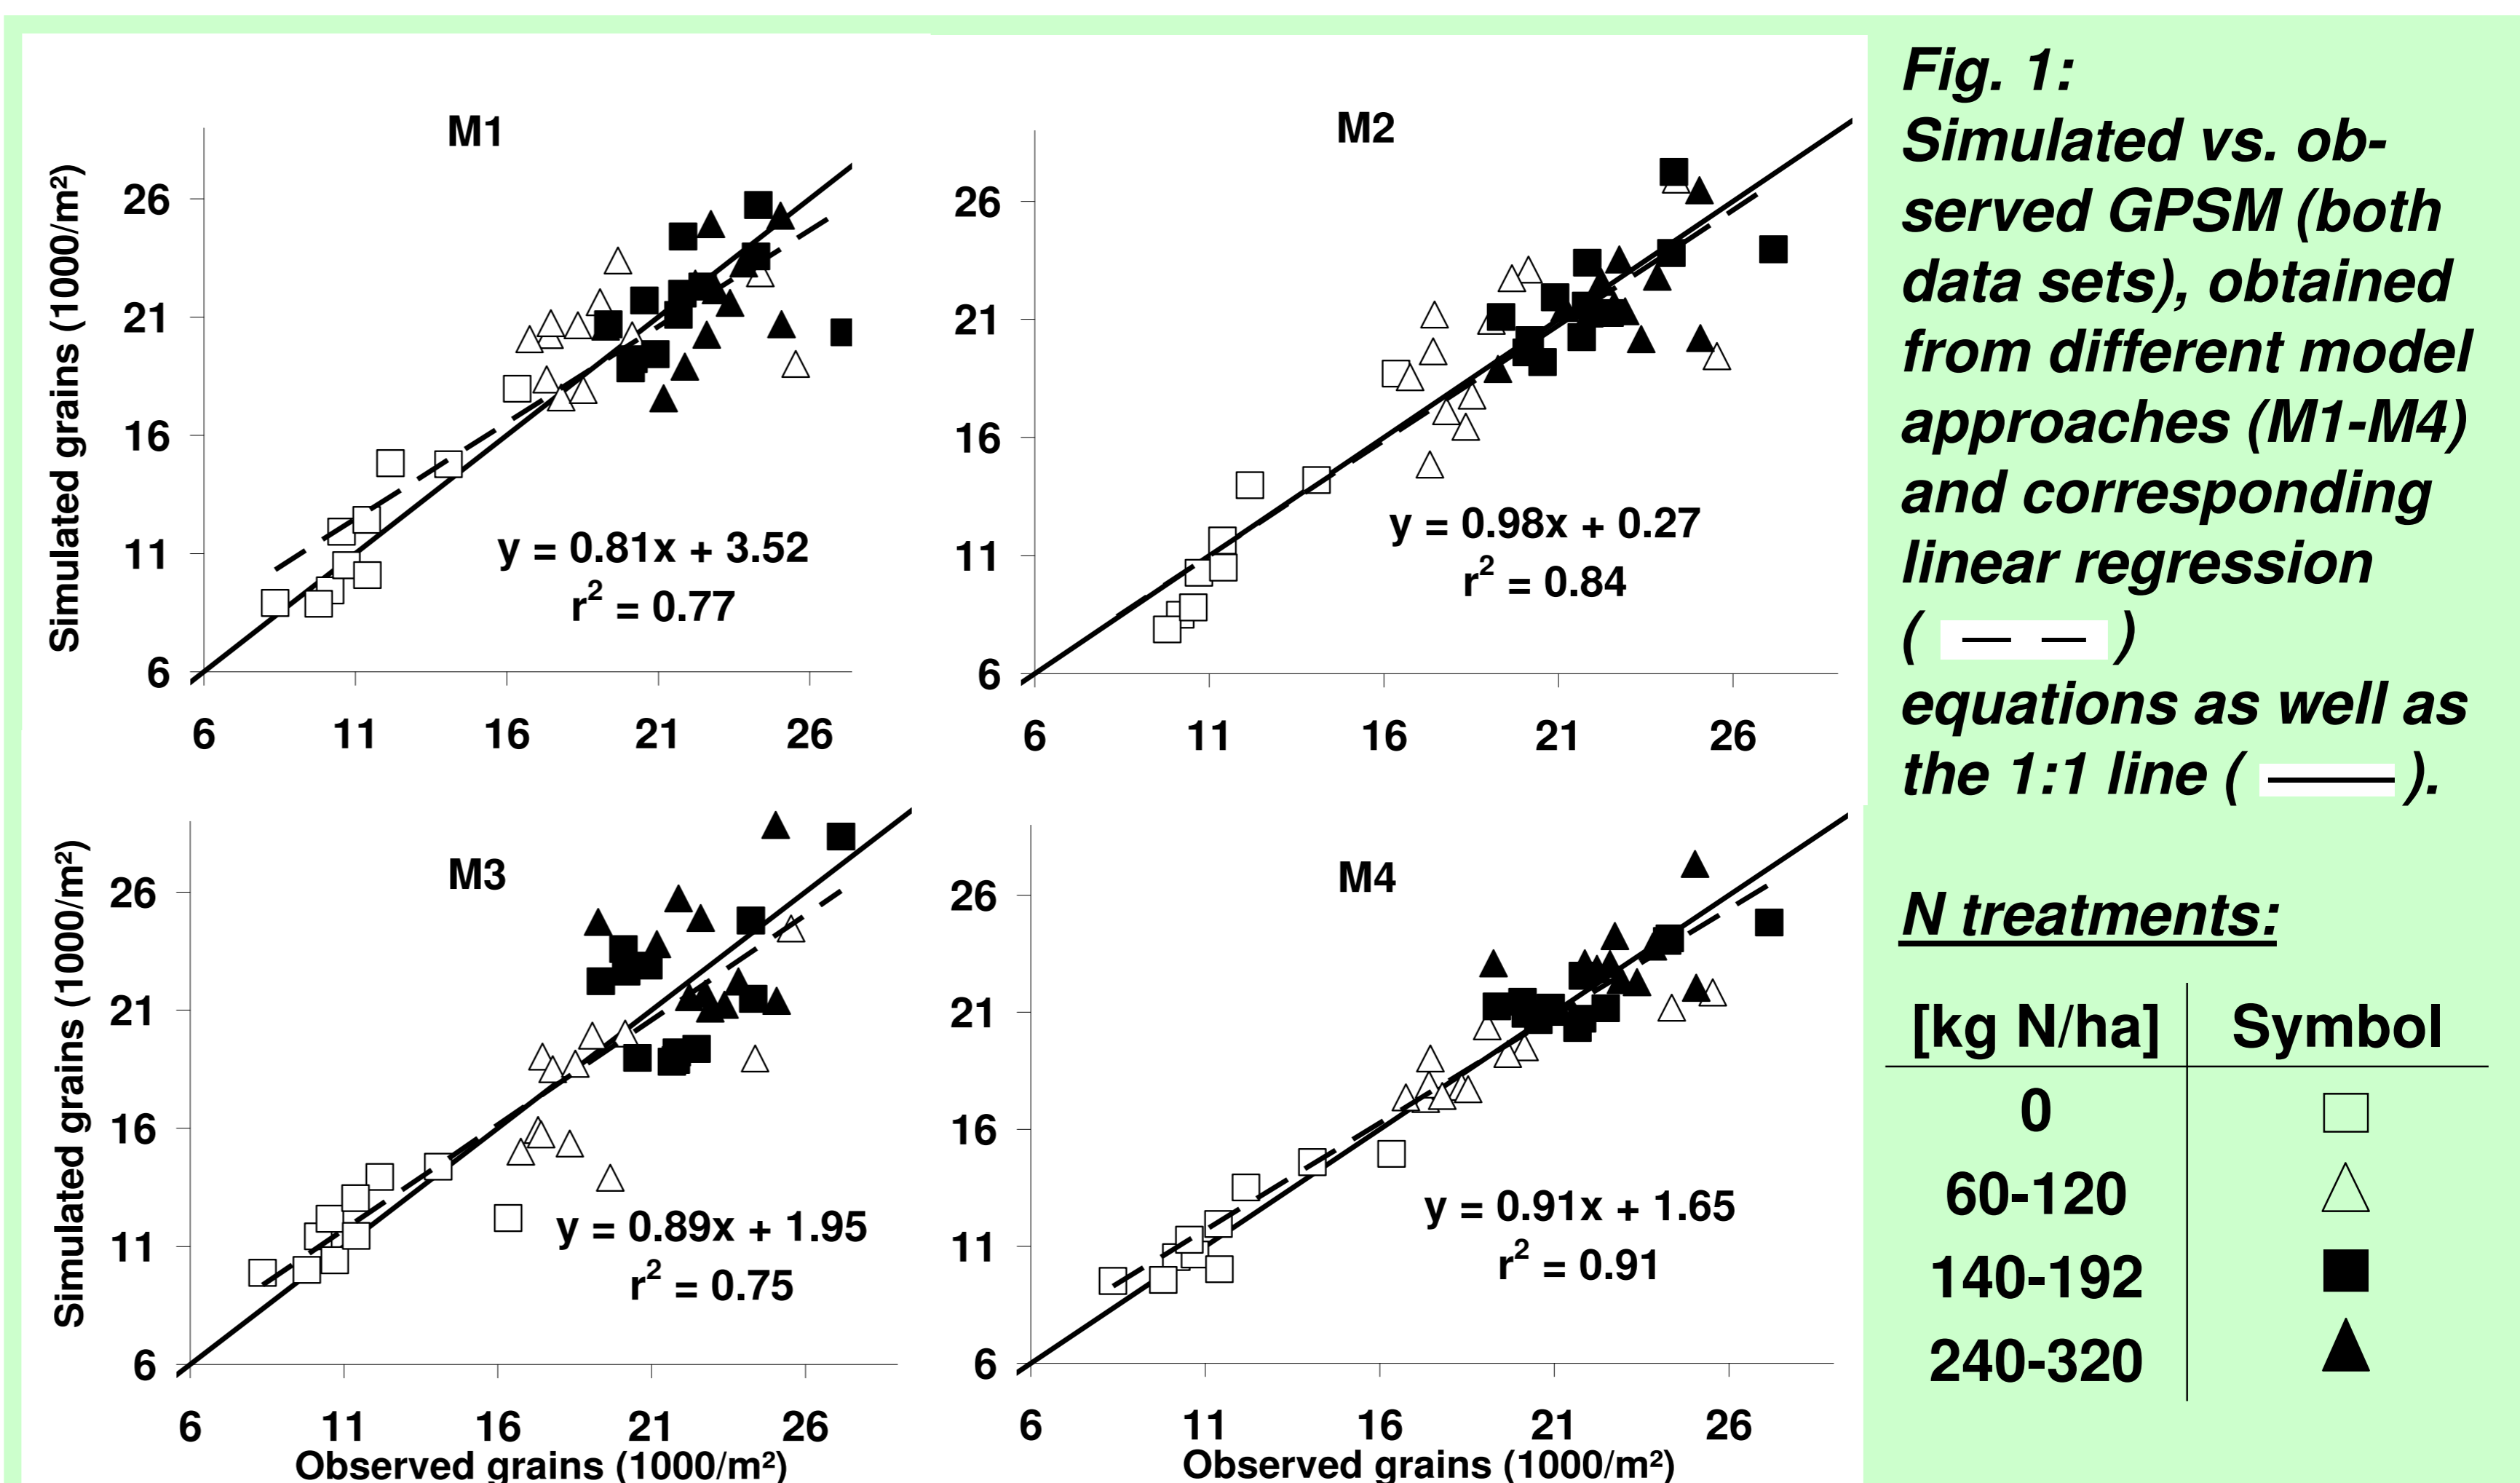 M1
Simulated grains (1000/m²)
26
21
16
11
6
y = 0.81x + 3.52
r² = 0.77
6 11 16 21 26
M2
26
21
16
11
6
y = 0.98x + 0.27
r² = 0.84
6 11 16 21 26
M3
Simulated grains (1000/m²)
26
21
16
11
6
y = 0.89x + 1.95
r² = 0.75
6 11 16 21 26
Observed grains (1000/m²)
M4
26
21
16
11
6
y = 0.91x + 1.65
r² = 0.91
6 11 16 21 26
Observed grains (1000/m²)
Fig. 1:
Simulated vs. ob-
served GPSM (both
data sets), obtained
from different model
approaches (M1-M4)
and corresponding
linear regression
( — — )
equations as well as
the 1:1 line ( —— ).
N treatments:
[kg N/ha] Symbol
0 □
60-120 △
140-192 ■
240-320 ▲